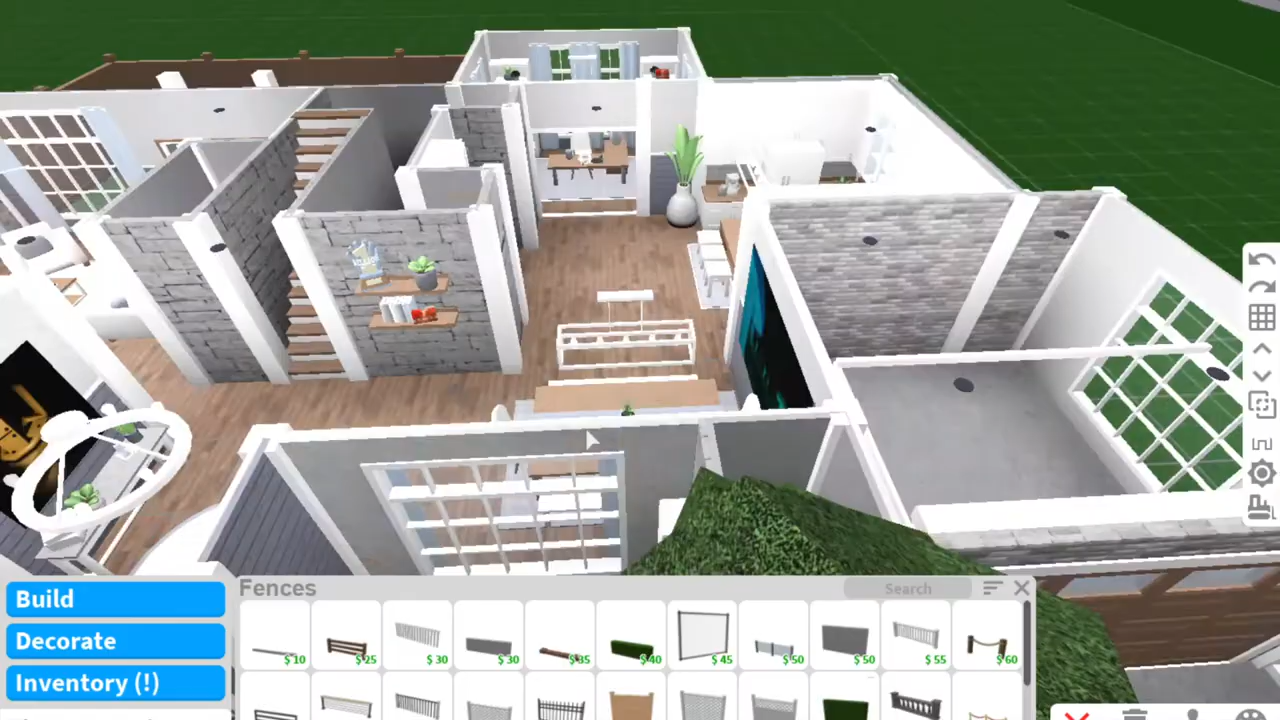 Build
Decorate
Inventory (!)
Fences
Search
$10
$25
$30
$30
$35
$40
$45
$50
$50
$55
$60